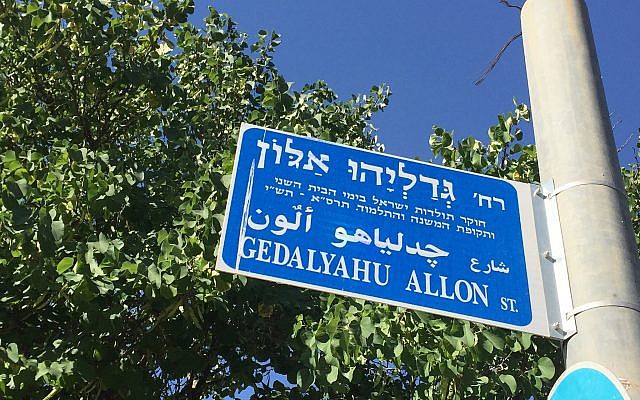 רח' גְּדַלְיָהוּ אַלּוֹן
חוקר תולדות ישראל בימי הבית השני
ותקופת המשנה והתלמוד. תרס"א - תש"י
شارع چدلياهو ألون
GEDALYAHU ALLON ST.